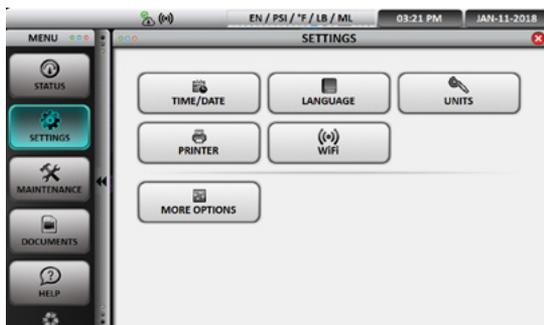 EN / PSI / °F / LB / ML 03:21 PM JAN-11-2018
MENU SETTINGS
STATUS
SETTINGS
MAINTENANCE
DOCUMENTS
HELP
TIME/DATE LANGUAGE UNITS
PRINTER WiFi
MORE OPTIONS